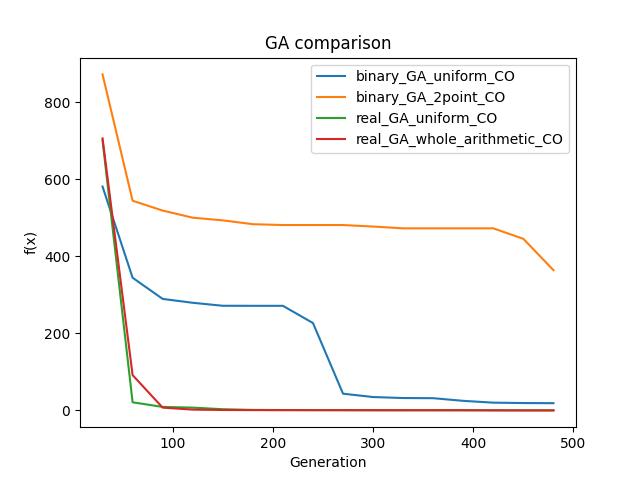 GA comparison
binary_GA_uniform_CO
binary_GA_2point_CO
real_GA_uniform_CO
real_GA_whole_arithmetic_CO
f(x)
800
600
400
200
0
100 200 300 400 500
Generation